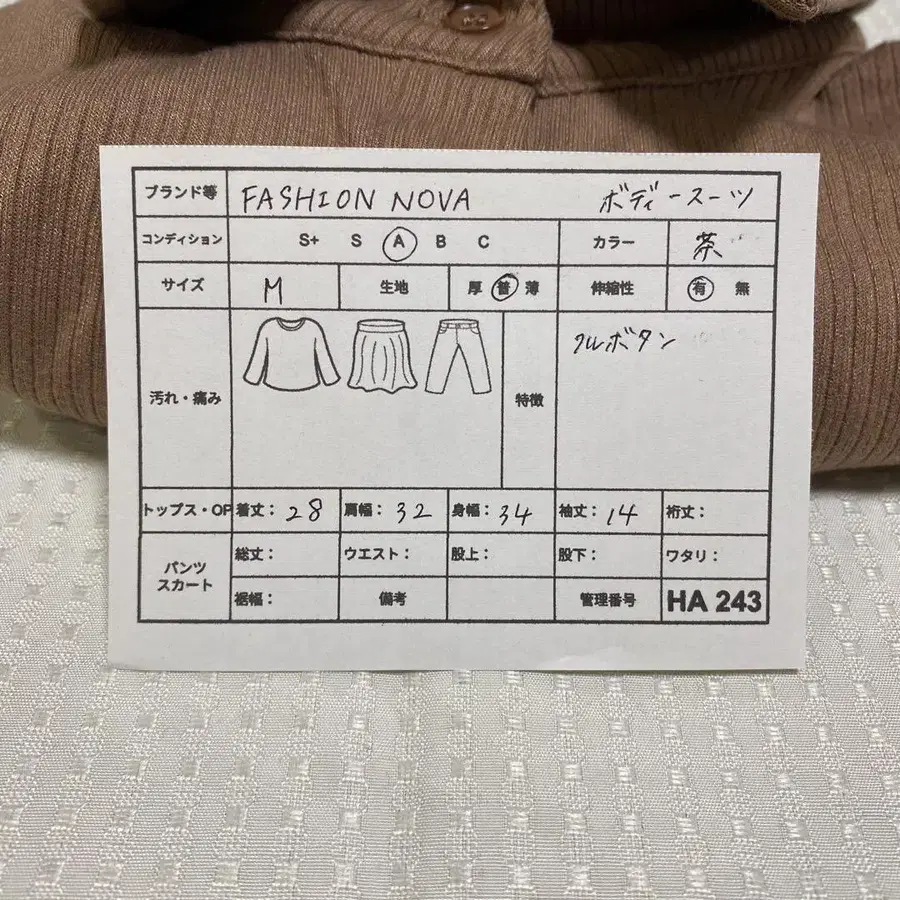 ブランド等 FASHION NOVA ボディースーツ
コンディション S+ S A B C カラー 茶
サイズ M 生地 厚 普 薄 伸縮性 有 無
汚れ・痛み 特徴 フルボタン
トップス・OP 着丈：28 肩幅：32 身幅：34 袖丈：14 裄丈：
パンツ スカート 総丈： ウエスト： 股上： 股下： ワタリ：
裾幅： 備考 管理番号 HA 243